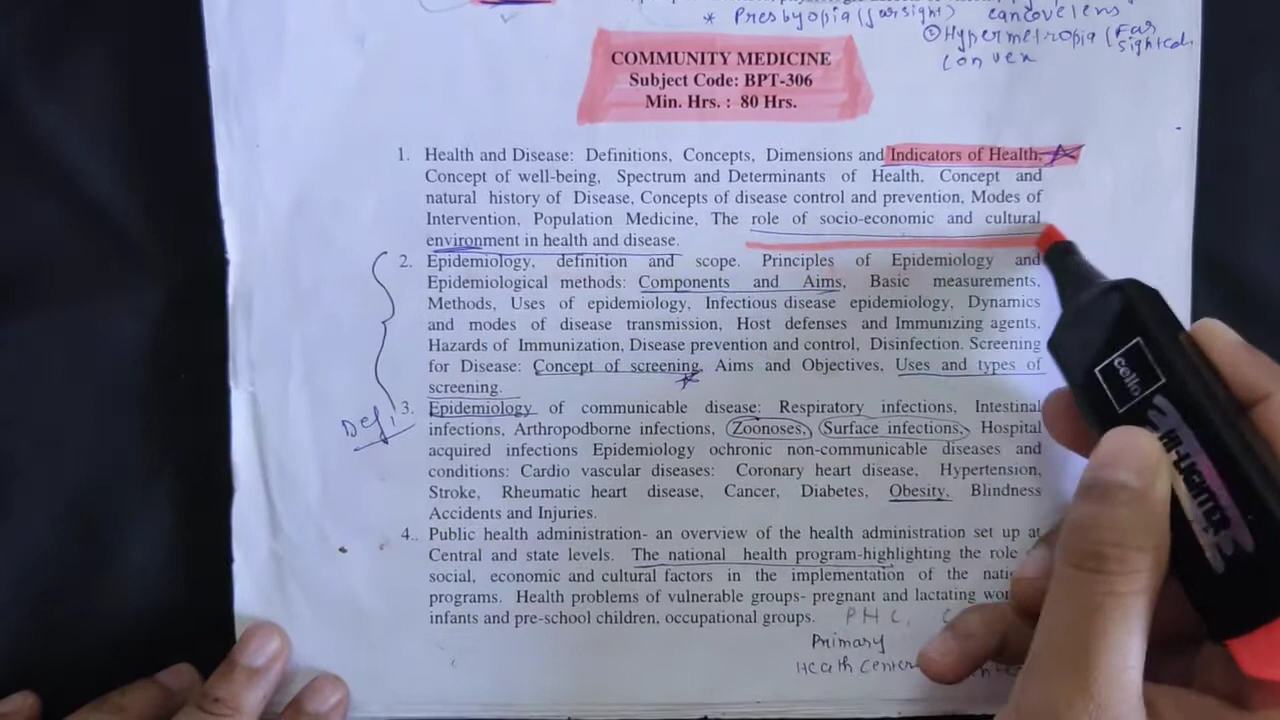 * Presbyopia (farsight) cancove lens
② Hypermetropia (Far
sighted)
convex
COMMUNITY MEDICINE
Subject Code: BPT-306
Min. Hrs. : 80 Hrs.
1. Health and Disease: Definitions, Concepts, Dimensions and Indicators of Health,
Concept of well-being, Spectrum and Determinants of Health, Concept and
natural history of Disease, Concepts of disease control and prevention, Modes of
Intervention, Population Medicine, The role of socio-economic and cultural
environment in health and disease.
2. Epidemiology, definition and scope. Principles of Epidemiology and
Epidemiological methods: Components and Aims, Basic measurements,
Methods, Uses of epidemiology, Infectious disease epidemiology, Dynamics
and modes of disease transmission, Host defenses and Immunizing agents,
Hazards of Immunization, Disease prevention and control, Disinfection. Screening
for Disease: Concept of screening, Aims and Objectives, Uses and types of
screening.
Def,
3. Epidemiology of communicable disease: Respiratory infections, Intestinal
infections, Arthropodborne infections, Zoonoses, Surface infections, Hospital
acquired infections Epidemiology ochronic non-communicable diseases and
conditions: Cardio vascular diseases: Coronary heart disease, Hypertension,
Stroke, Rheumatic heart disease, Cancer, Diabetes, Obesity, Blindness
Accidents and Injuries.
4.. Public health administration- an overview of the health administration set up at
Central and state levels. The national health program-highlighting the role
social, economic and cultural factors in the implementation of the
programs. Health problems of vulnerable groups- pregnant and lactating
infants and pre-school children, occupational groups. PHC,
Primary
Heath Center
cello
HI-LIGHTER